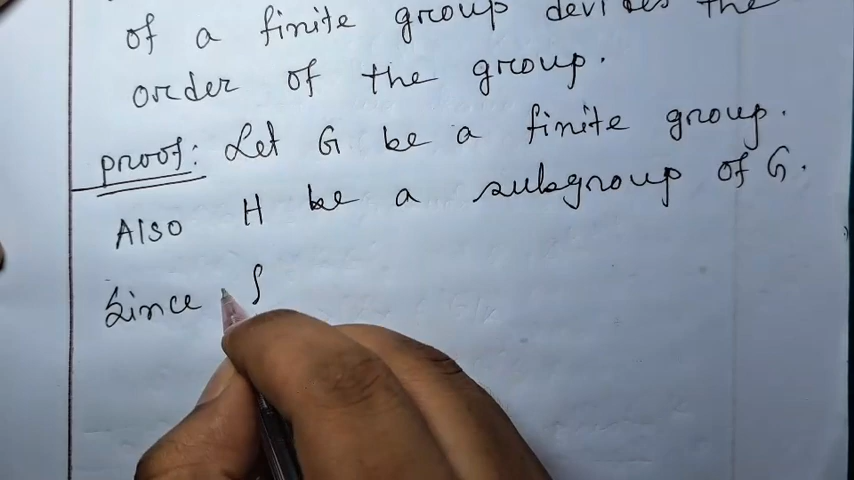 of a finite group devides the
order of the group.
proof: Let G be a finite group.
Also H be a subgroup of G.
Since